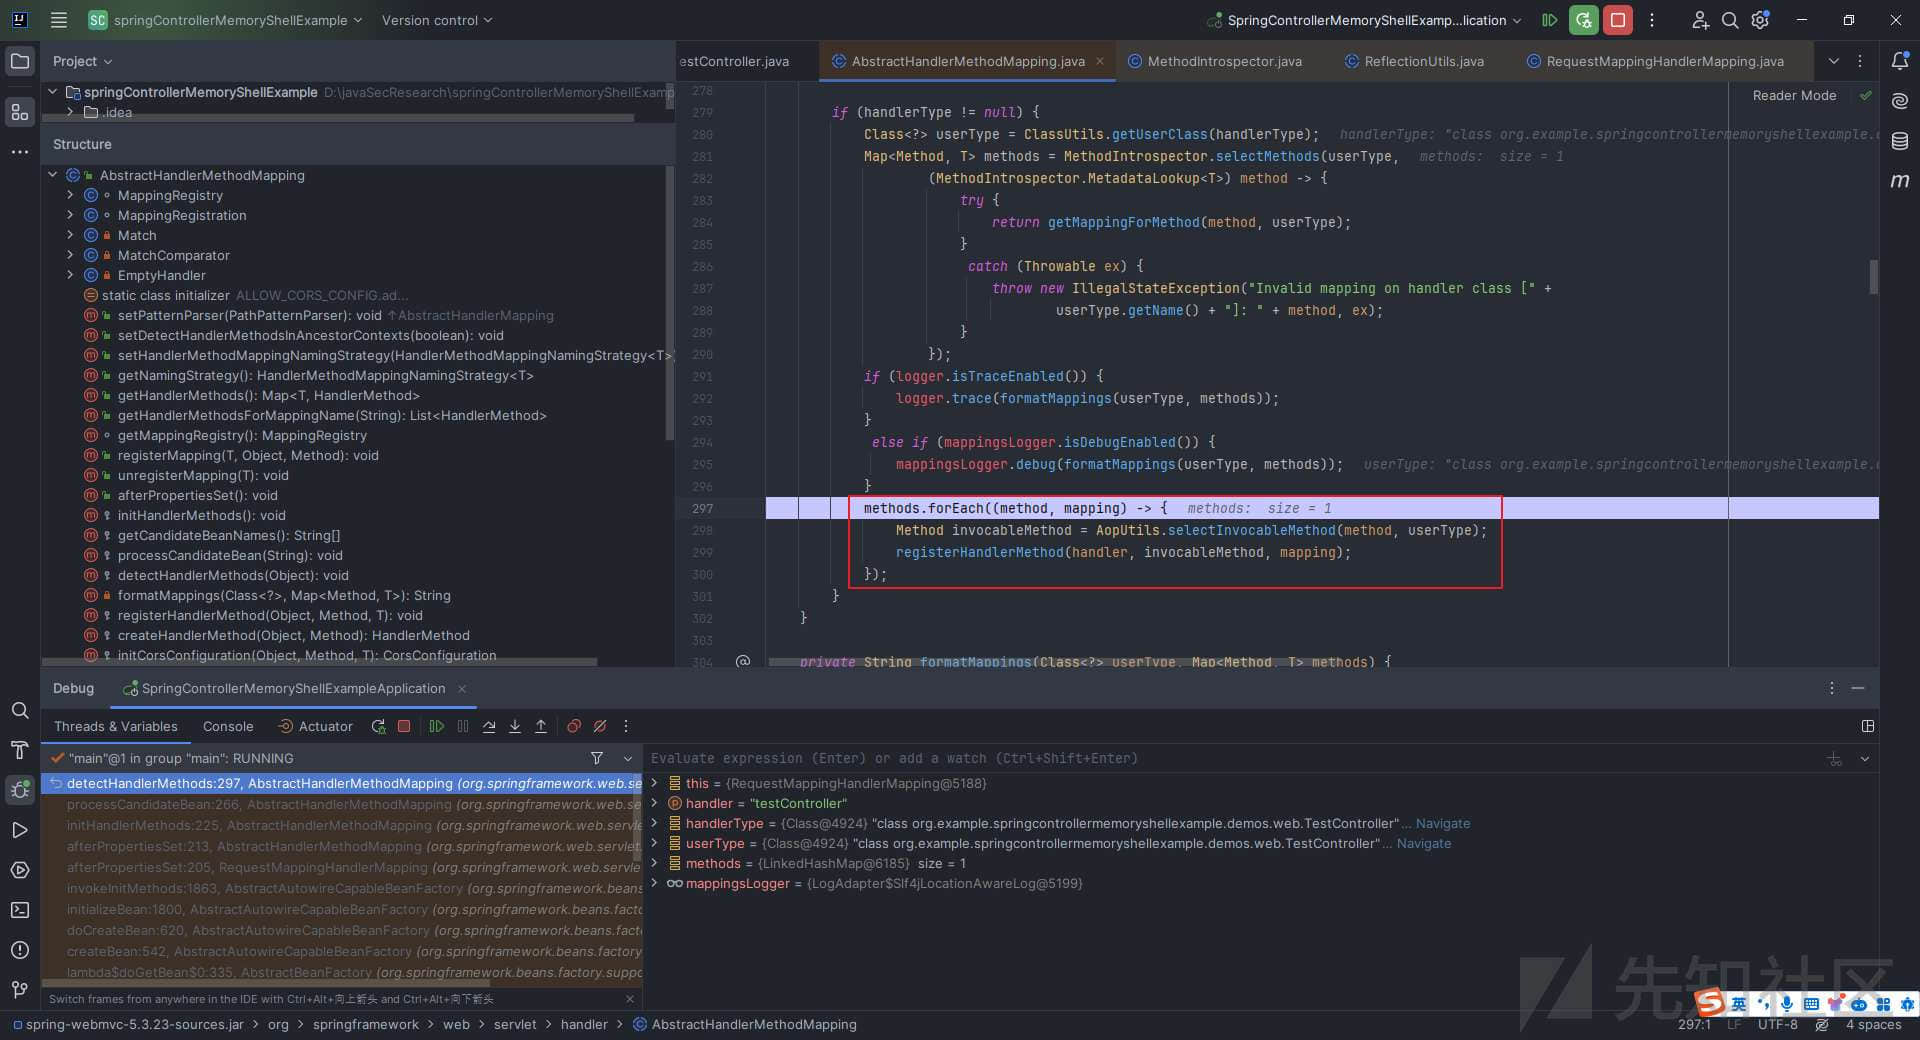 SC springControllerMemoryShellExample Version control SpringControllerMemoryShellExamp...lication
Project
springControllerMemoryShellExample D:\javaSecResearch\springControllerMemoryShellExamp
.idea
Structure
AbstractHandlerMethodMapping
MappingRegistry
MappingRegistration
Match
MatchComparator
EmptyHandler
static class initializer ALLOW_CORS_CONFIG.ad...
setPatternParser(PathPatternParser): void ↑AbstractHandlerMapping
setDetectHandlerMethodsInAncestorContexts(boolean): void
setHandlerMethodMappingNamingStrategy(HandlerMethodMappingNamingStrategy<T>)
getNamingStrategy(): HandlerMethodMappingNamingStrategy<T>
getHandlerMethods(): Map<T, HandlerMethod>
getHandlerMethodsForMappingName(String): List<HandlerMethod>
getMappingRegistry(): MappingRegistry
registerMapping(T, Object, Method): void
unregisterMapping(T): void
afterPropertiesSet(): void
initHandlerMethods(): void
getCandidateBeanNames(): String[]
processCandidateBean(String): void
detectHandlerMethods(Object): void
formatMappings(Class<?>, Map<Method, T>): String
registerHandlerMethod(Object, Method, T): void
createHandlerMethod(Object, Method): HandlerMethod
initCorsConfiguration(Object, Method, T): CorsConfiguration
estController.java AbstractHandlerMethodMapping.java MethodIntrospector.java ReflectionUtils.java RequestMappingHandlerMapping.java
Reader Mode
278
279 if (handlerType != null) {
280 Class<?> userType = ClassUtils.getUserClass(handlerType); handlerType: "class org.example.springcontrollermemoryshellexample.
281 Map<Method, T> methods = MethodIntrospector.selectMethods(userType, methods: size = 1
282 (MethodIntrospector.MetadataLookup<T>) method -> {
283 try {
284 return getMappingForMethod(method, userType);
285 }
286 catch (Throwable ex) {
287 throw new IllegalStateException("Invalid mapping on handler class [" +
288 userType.getName() + "]: " + method, ex);
289 }
290 });
291 if (logger.isTraceEnabled()) {
292 logger.trace(formatMappings(userType, methods));
293 }
294 else if (mappingsLogger.isDebugEnabled()) {
295 mappingsLogger.debug(formatMappings(userType, methods)); userType: "class org.example.springcontrollermemoryshellexample.
296 }
297 methods.forEach((method, mapping) -> { methods: size = 1
298 Method invocableMethod = AopUtils.selectInvocableMethod(method, userType);
299 registerHandlerMethod(handler, invocableMethod, mapping);
300 });
301 }
302 }
303
304 @ private String formatMappings(Class<?> userType, Map<Method, T> methods) {
Debug SpringControllerMemoryShellExampleApplication
Threads & Variables Console Actuator
"main"@1 in group "main": RUNNING
detectHandlerMethods:297, AbstractHandlerMethodMapping (org.springframework.web.se
processCandidateBean:266, AbstractHandlerMethodMapping (org.springframework.web.se
initHandlerMethods:225, AbstractHandlerMethodMapping (org.springframework.web.servle
afterPropertiesSet:213, AbstractHandlerMethodMapping (org.springframework.web.servlet
afterPropertiesSet:205, RequestMappingHandlerMapping (org.springframework.web.servle
invokeInitMethods:1863, AbstractAutowireCapableBeanFactory (org.springframework.beans
initializeBean:1800, AbstractAutowireCapableBeanFactory (org.springframework.beans.facto
doCreateBean:620, AbstractAutowireCapableBeanFactory (org.springframework.beans.fact
createBean:542, AbstractAutowireCapableBeanFactory (org.springframework.beans.factory
lambda$doGetBean$0:335, AbstractBeanFactory (org.springframework.beans.factory.suppo
Switch frames from anywhere in the IDE with Ctrl+Alt+向上箭头 and Ctrl+Alt+向下箭头
Evaluate expression (Enter) or add a watch (Ctrl+Shift+Enter)
this = {RequestMappingHandlerMapping@5188}
handler = "testController"
handlerType = {Class@4924} "class org.example.springcontrollermemoryshellexample.demos.web.TestController"... Navigate
userType = {Class@4924} "class org.example.springcontrollermemoryshellexample.demos.web.TestController"... Navigate
methods = {LinkedHashMap@6185} size = 1
mappingsLogger = {LogAdapter$Slf4jLocationAwareLog@5199}
先知社区
英
spring-webmvc-5.3.23-sources.jar > org > springframework > web > servlet > handler > AbstractHandlerMethodMapping
297:1 LF UTF-8 4 spaces